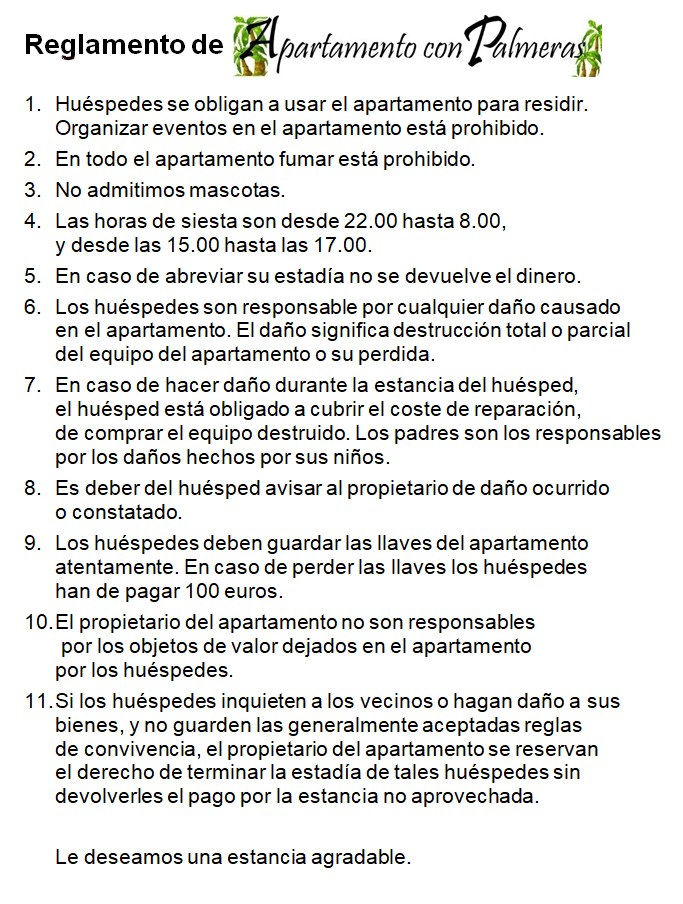 Reglamento de Apartamento con Palmeras
1. Huéspedes se obligan a usar el apartamento para residir.
Organizar eventos en el apartamento está prohibido.
2. En todo el apartamento fumar está prohibido.
3. No admitimos mascotas.
4. Las horas de siesta son desde 22.00 hasta 8.00,
y desde las 15.00 hasta las 17.00.
5. En caso de abreviar su estadía no se devuelve el dinero.
6. Los huéspedes son responsable por cualquier daño causado
en el apartamento. El daño significa destrucción total o parcial
del equipo del apartamento o su perdida.
7. En caso de hacer daño durante la estancia del huésped,
el huésped está obligado a cubrir el coste de reparación,
de comprar el equipo destruido. Los padres son los responsables
por los daños hechos por sus niños.
8. Es deber del huésped avisar al propietario de daño ocurrido
o constatado.
9. Los huéspedes deben guardar las llaves del apartamento
atentamente. En caso de perder las llaves los huéspedes
han de pagar 100 euros.
10. El propietario del apartamento no son responsables
por los objetos de valor dejados en el apartamento
por los huéspedes.
11. Si los huéspedes inquieten a los vecinos o hagan daño a sus
bienes, y no guarden las generalmente aceptadas reglas
de convivencia, el propietario del apartamento se reservan
el derecho de terminar la estadía de tales huéspedes sin
devolverles el pago por la estancia no aprovechada.
Le deseamos una estancia agradable.